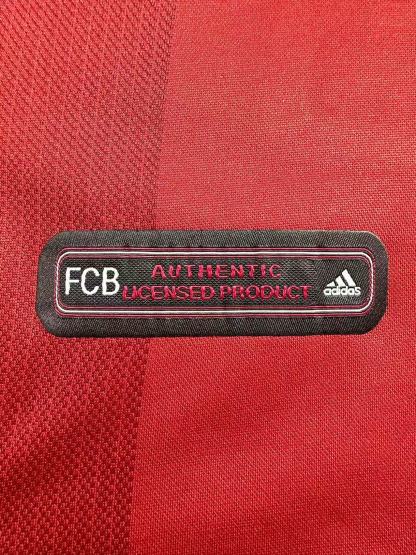 FCB
AUTHENTIC
LICENSED PRODUCT
adidas